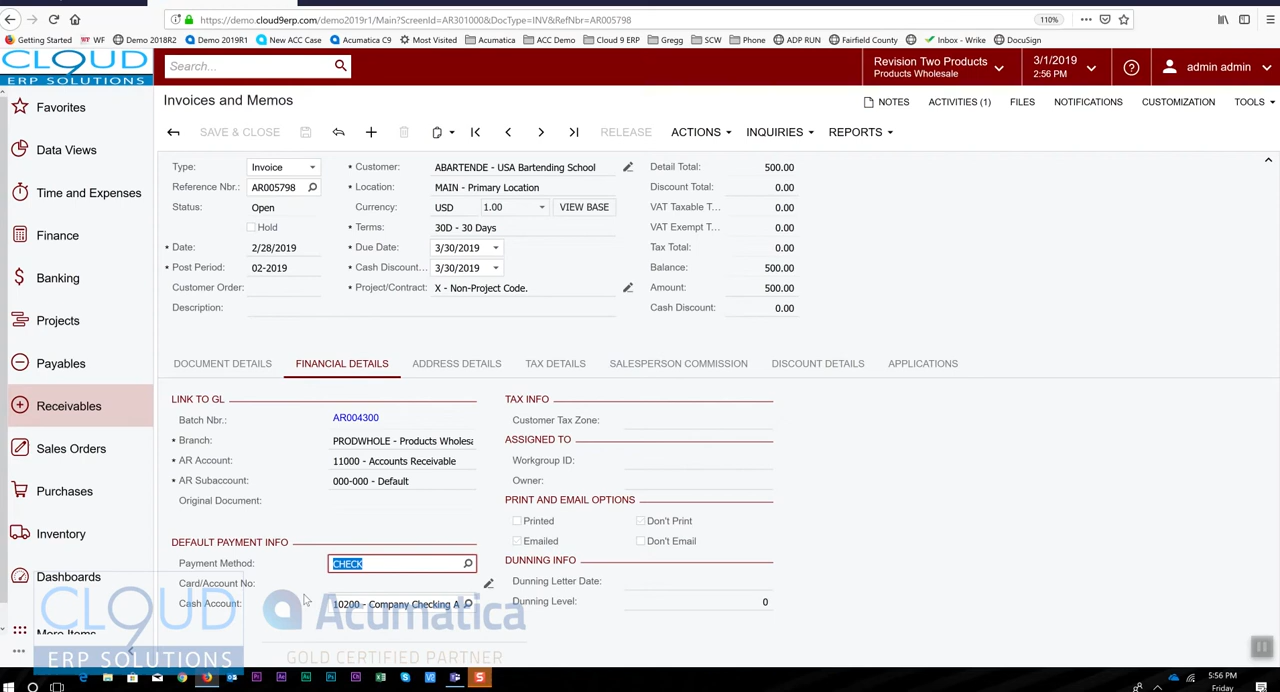 https://demo.cloud9erp.com/demo2019r1/Main?ScreenId=AR301000&DocType=INV&RefNbr=AR005798
110%
Getting Started
WF
Demo 2018R2
Demo 2019R1
New ACC Case
Acumatica C9
Most Visited
Acumatica
ACC Demo
Cloud 9 ERP
Gregg
SCW
Phone
ADP RUN
Fairfield County
Inbox - Wrike
DocuSign
CLOUD
ERP SOLUTIONS
Search...
Revision Two Products
Products Wholesale
3/1/2019
2:56 PM
admin admin
Favorites
Data Views
Time and Expenses
Finance
Banking
Projects
Payables
Receivables
Sales Orders
Purchases
Inventory
Dashboards
More Items
Invoices and Memos
NOTES
ACTIVITIES (1)
FILES
NOTIFICATIONS
CUSTOMIZATION
TOOLS
SAVE & CLOSE
RELEASE
ACTIONS
INQUIRIES
REPORTS
Type: Invoice
Reference Nbr.: AR005798
Status: Open
Hold
Date: 2/28/2019
Post Period: 02-2019
Customer Order:
Description:
Customer: ABARTENDE - USA Bartending School
Location: MAIN - Primary Location
Currency: USD 1.00 VIEW BASE
Terms: 30D - 30 Days
Due Date: 3/30/2019
Cash Discount... 3/30/2019
Project/Contract: X - Non-Project Code.
Detail Total: 500.00
Discount Total: 0.00
VAT Taxable T... 0.00
VAT Exempt T... 0.00
Tax Total: 0.00
Balance: 500.00
Amount: 500.00
Cash Discount: 0.00
DOCUMENT DETAILS
FINANCIAL DETAILS
ADDRESS DETAILS
TAX DETAILS
SALESPERSON COMMISSION
DISCOUNT DETAILS
APPLICATIONS
LINK TO GL
Batch Nbr.: AR004300
Branch: PRODWHOLE - Products Wholesa
AR Account: 11000 - Accounts Receivable
AR Subaccount: 000-000 - Default
Original Document:
DEFAULT PAYMENT INFO
Payment Method: CHECK
Card/Account No:
Cash Account: 10200 - Company Checking A
TAX INFO
Customer Tax Zone:
ASSIGNED TO
Workgroup ID:
Owner:
PRINT AND EMAIL OPTIONS
Printed Don't Print
Emailed Don't Email
DUNNING INFO
Dunning Letter Date:
Dunning Level: 0
CLOUD
ERP SOLUTIONS
Acumatica
GOLD CERTIFIED PARTNER
5:56 PM
Friday